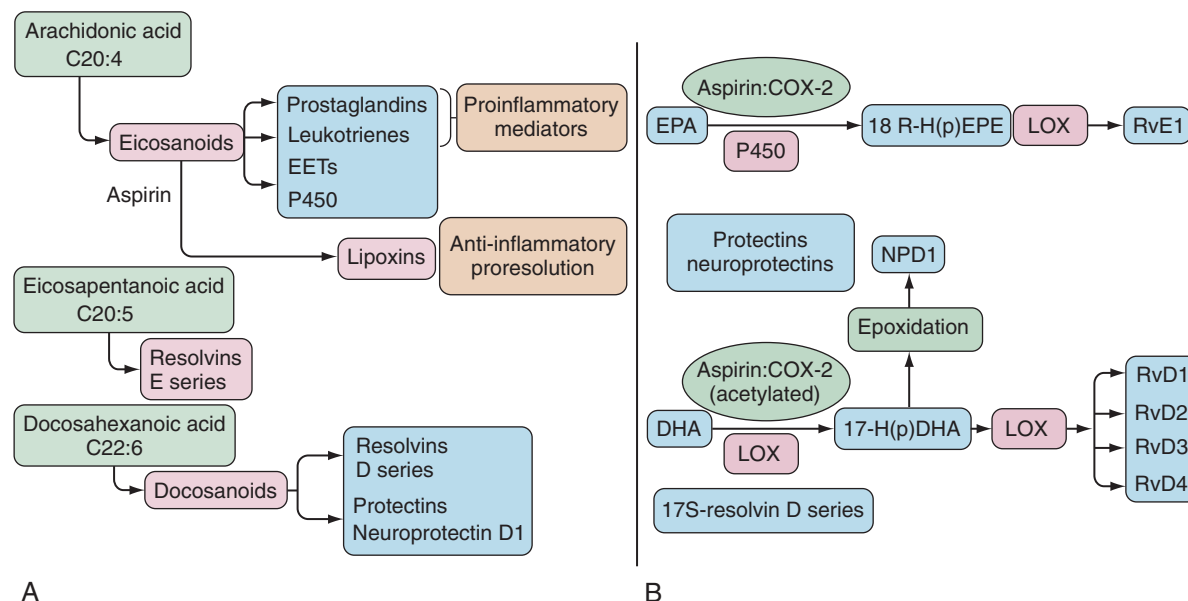 Arachidonic acid
C20:4
Eicosanoids
Prostaglandins
Leukotrienes
EETs
P450
Proinflammatory
mediators
Aspirin
Lipoxins
Anti-inflammatory
proresolution
Eicosapentanoic acid
C20:5
Resolvins
E series
Docosahexanoic acid
C22:6
Docosanoids
Resolvins
D series
Protectins
Neuroprotectin D1
A
Aspirin:COX-2
EPA
P450
18 R-H(p)EPE
LOX
RvE1
Protectins
neuroprotectins
NPD1
Epoxidation
Aspirin:COX-2
(acetylated)
DHA
LOX
17-H(p)DHA
LOX
RvD1
RvD2
RvD3
RvD4
17S-resolvin D series
B